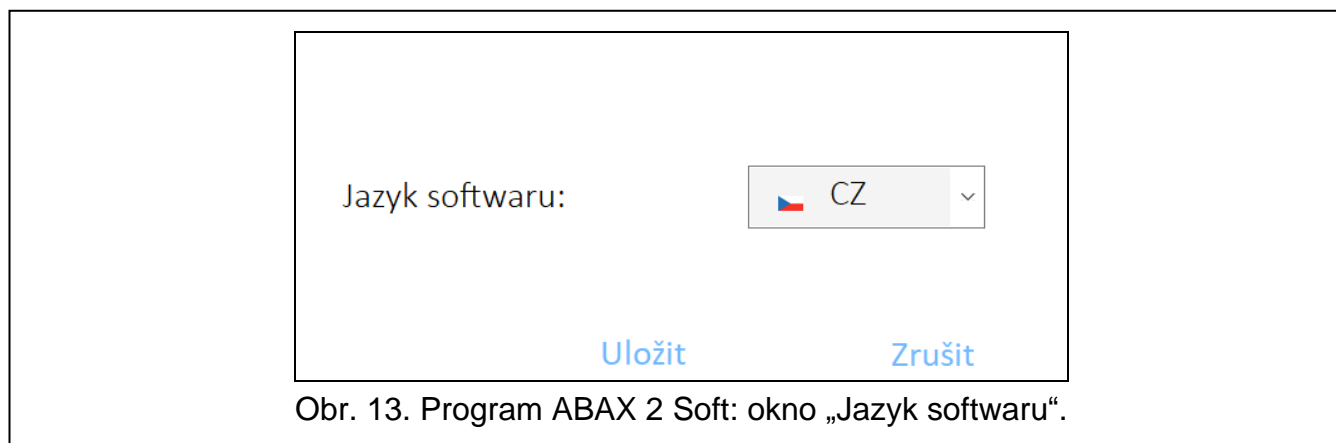 Jazyk softwaru:
CZ
Uložit
Zrušit
Obr. 13. Program ABAX 2 Soft: okno „Jazyk softwaru“.